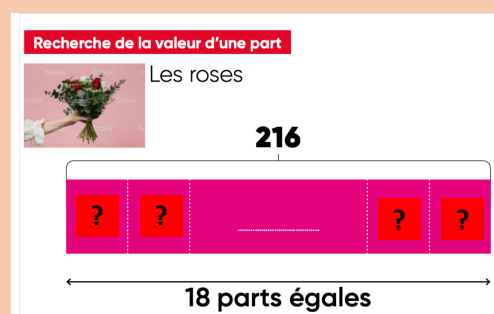 Recherche de la valeur d’une part
Les roses
216
? ? ........................................ ? ?
18 parts égales